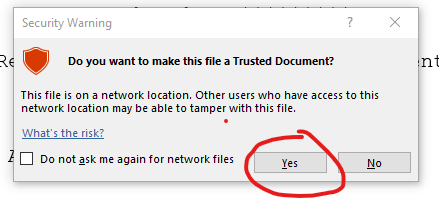 Security Warning
?
Re
Do you want to make this file a Trusted Document?
ent
This file is on a network location. Other users who have access to this
network location may be able to tamper with this file.
What's the risk?
Do not ask me again for network files
Yes
No